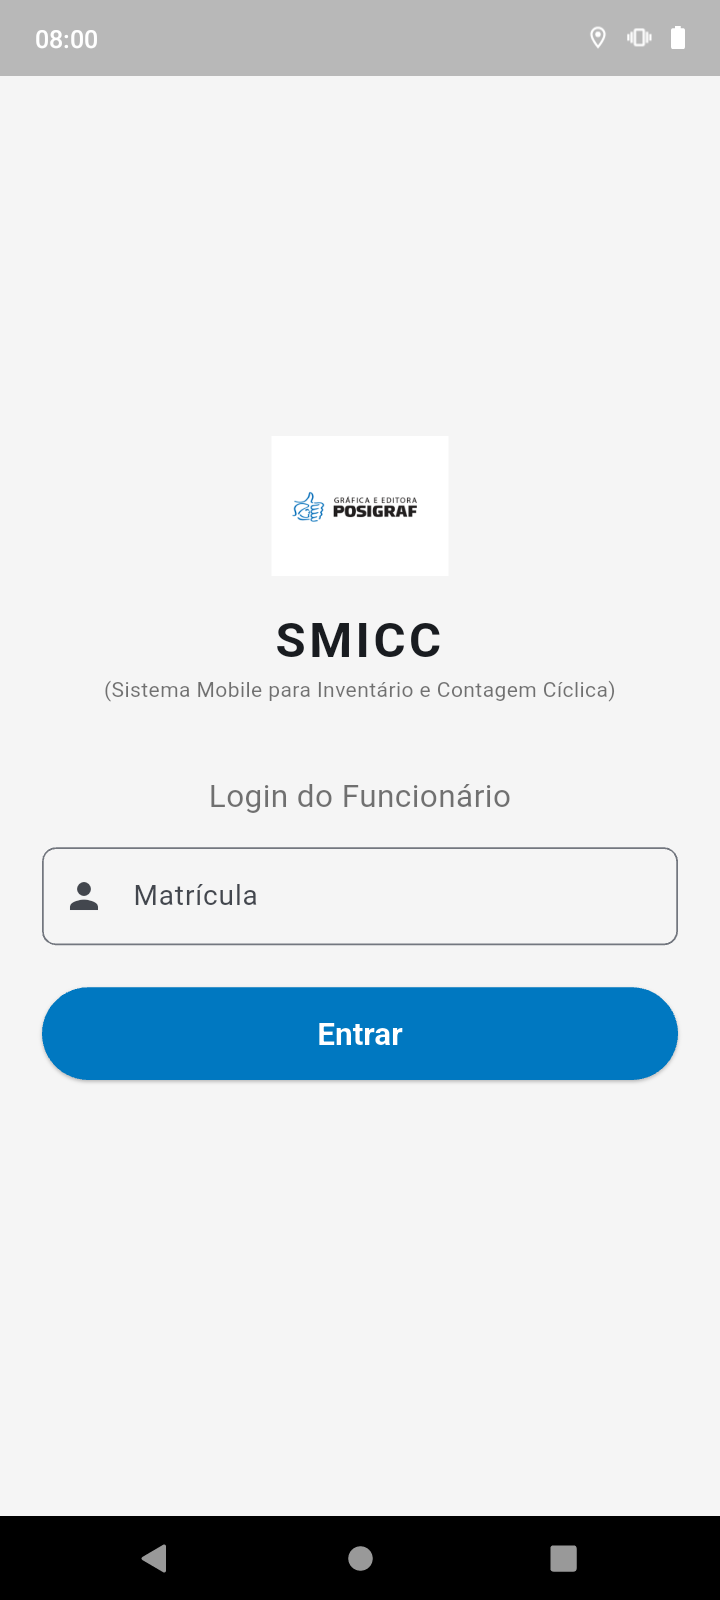 08:00
GRÁFICA E EDITORA
POSIGRAF
SMICC
(Sistema Mobile para Inventário e Contagem Cíclica)
Login do Funcionário
Matrícula
Entrar